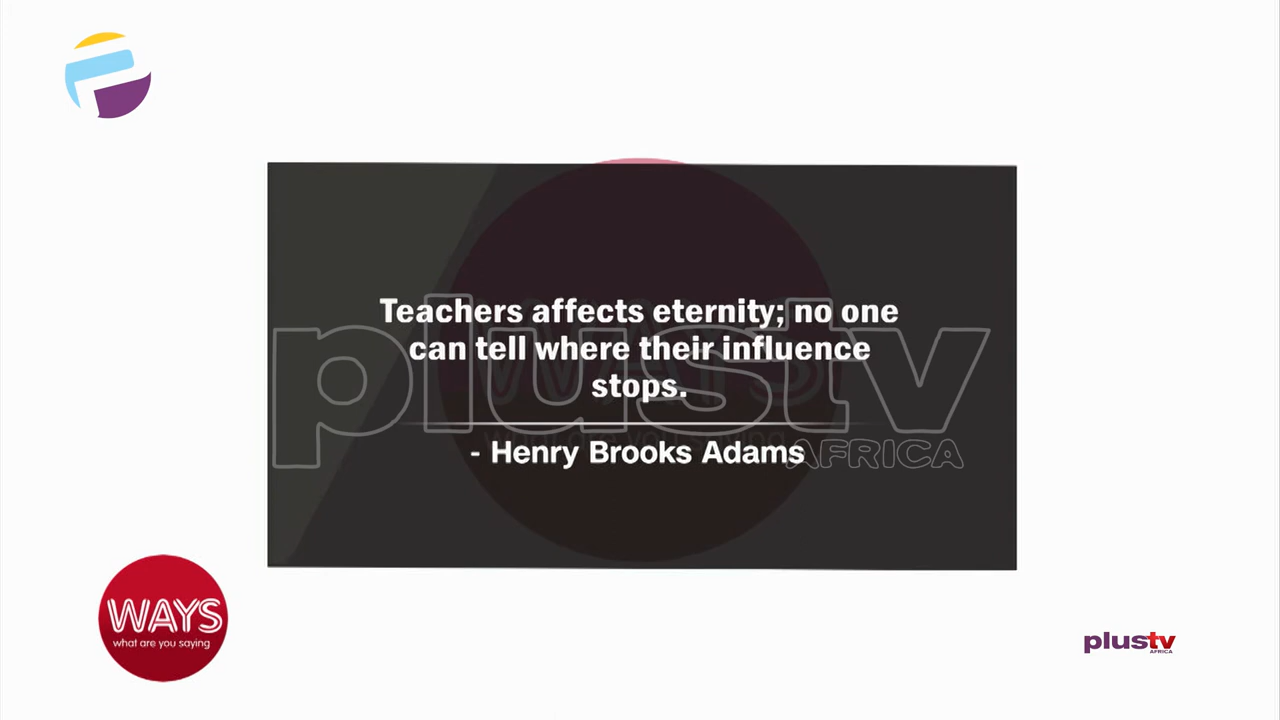 Teachers affects eternity; no one
can tell where their influence
stops.
- Henry Brooks Adams
plustv
AFRICA
WAYS
what are you saying
plustv
AFRICA